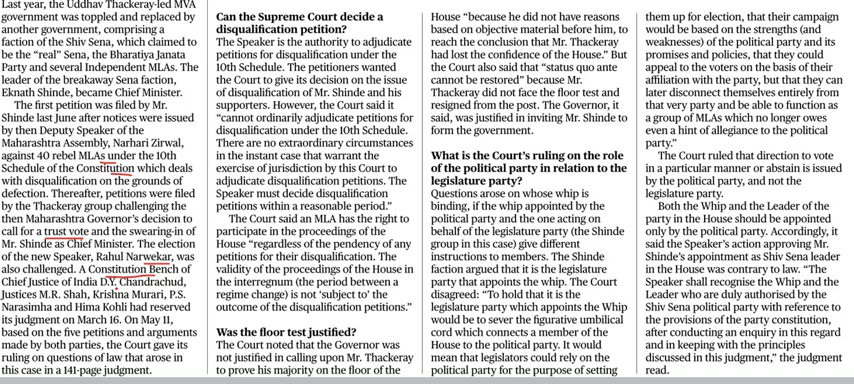 Last year, the Uddhav Thackeray-led MVA
government was toppled and replaced by
another government, comprising a
faction of the Shiv Sena, which claimed to
be the “real” Sena, the Bharatiya Janata
Party and several Independent MLAs. The
leader of the breakaway Sena faction,
Eknath Shinde, became Chief Minister.
The first petition was filed by Mr.
Shinde last June after notices were issued
by then Deputy Speaker of the
Maharashtra Assembly, Narhari Zirwal,
against 40 rebel MLAs under the 10th
Schedule of the Constitution which deals
with disqualification on the grounds of
defection. Thereafter, petitions were filed
by the Thackeray group challenging the
then Maharashtra Governor’s decision to
call for a trust vote and the swearing-in of
Mr. Shinde as Chief Minister. The election
of the new Speaker, Rahul Narwekar, was
also challenged. A Constitution Bench of
Chief Justice of India D.Y. Chandrachud,
Justices M.R. Shah, Krishna Murari, P.S.
Narasimha and Hima Kohli had reserved
its judgment on March 16. On May 11,
based on the five petitions and arguments
made by both parties, the Court gave its
ruling on questions of law that arose in
this case in a 141-page judgment.
Can the Supreme Court decide a
disqualification petition?
The Speaker is the authority to adjudicate
petitions for disqualification under the
10th Schedule. The petitioners wanted
the Court to give its decision on the issue
of disqualification of Mr. Shinde and his
supporters. However, the Court said it
“cannot ordinarily adjudicate petitions for
disqualification under the 10th Schedule.
There are no extraordinary circumstances
in the instant case that warrant the
exercise of jurisdiction by this Court to
adjudicate disqualification petitions. The
Speaker must decide disqualification
petitions within a reasonable period.”
The Court said an MLA has the right to
participate in the proceedings of the
House “regardless of the pendency of any
petitions for their disqualification. The
validity of the proceedings of the House in
the interregnum (the period between a
regime change) is not ‘subject to’ the
outcome of the disqualification petitions.”
Was the floor test justified?
The Court noted that the Governor was
not justified in calling upon Mr. Thackeray
to prove his majority on the floor of the
House “because he did not have reasons
based on objective material before him, to
reach the conclusion that Mr. Thackeray
had lost the confidence of the House.” But
the Court also said that “status quo ante
cannot be restored” because Mr.
Thackeray did not face the floor test and
resigned from the post. The Governor, it
said, was justified in inviting Mr. Shinde to
form the government.
What is the Court’s ruling on the role
of the political party in relation to the
legislature party?
Questions arose on whose whip is
binding, if the whip appointed by the
political party and the one acting on
behalf of the legislature party (the Shinde
group in this case) give different
instructions to members. The Shinde
faction argued that it is the legislature
party that appoints the whip. The Court
disagreed: “To hold that it is the
legislature party which appoints the Whip
would be to sever the figurative umbilical
cord which connects a member of the
House to the political party. It would
mean that legislators could rely on the
political party for the purpose of setting
them up for election, that their campaign
would be based on the strengths (and
weaknesses) of the political party and its
promises and policies, that they could
appeal to the voters on the basis of their
affiliation with the party, but that they can
later disconnect themselves entirely from
that very party and be able to function as
a group of MLAs which no longer owes
even a hint of allegiance to the political
party.”
The Court ruled that direction to vote
in a particular manner or abstain is issued
by the political party, and not the
legislature party.
Both the Whip and the Leader of the
party in the House should be appointed
only by the political party. Accordingly, it
said the Speaker’s action approving Mr.
Shinde’s appointment as Shiv Sena leader
in the House was contrary to law. “The
Speaker shall recognise the Whip and the
Leader who are duly authorised by the
Shiv Sena political party with reference to
the provisions of the party constitution,
after conducting an enquiry in this regard
and in keeping with the principles
discussed in this judgment,” the judgment
read.